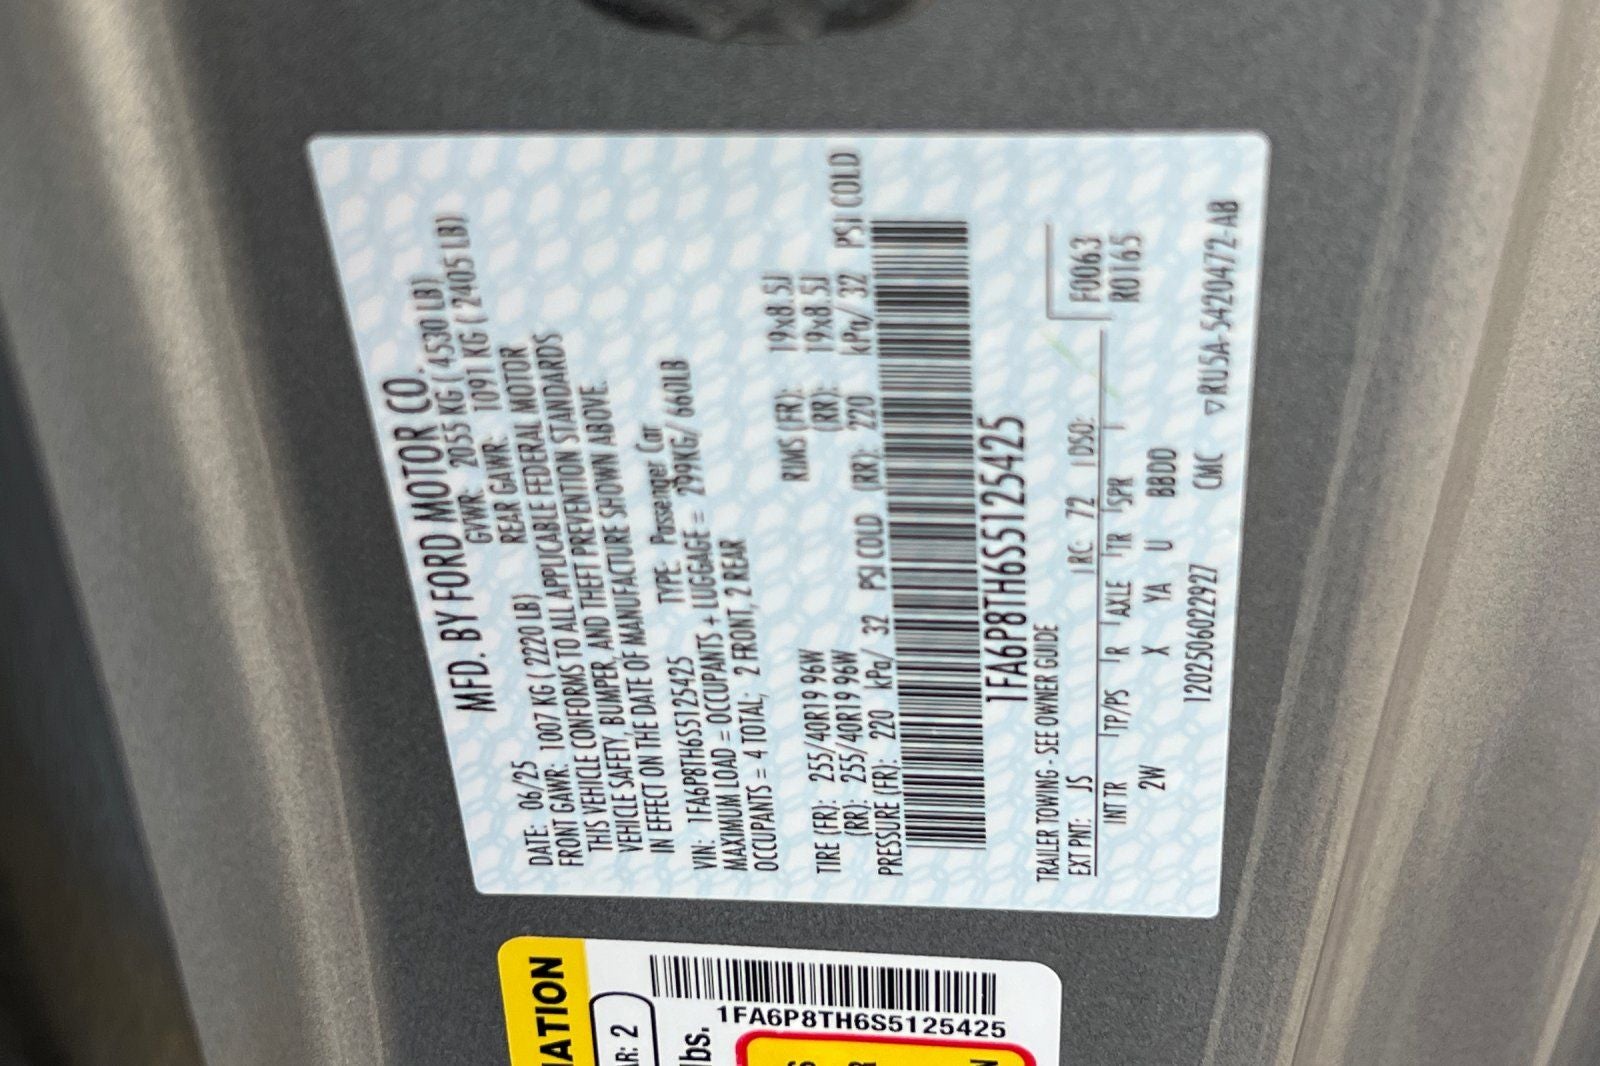 MFD. BY FORD MOTOR CO.
DATE: 06/25 GVWR: 2055 KG ( 4530 LB)
FRONT GAWR: 1007 KG ( 2220 LB) REAR GAWR: 1091 KG ( 2405 LB)
THIS VEHICLE CONFORMS TO ALL APPLICABLE FEDERAL MOTOR
VEHICLE SAFETY, BUMPER, AND THEFT PREVENTION STANDARDS
IN EFFECT ON THE DATE OF MANUFACTURE SHOWN ABOVE.
VIN: 1FA6P8TH6S5125425 TYPE: Passenger Car
MAXIMUM LOAD = OCCUPANTS + LUGGAGE = 299KG/ 660LB
OCCUPANTS = 4 TOTAL; 2 FRONT, 2 REAR
TIRE (FR): 255/40R19 96W RIMS (FR): 19x8.5J
(RR): 255/40R19 96W (RR): 19x8.5J
PRESSURE (FR): 220 kPa/ 32 PSI COLD (RR): 220 kPa/ 32 PSI COLD
1FA6P8TH6S5125425
TRAILER TOWING - SEE OWNER GUIDE
EXT PNT: JS RC: 72 DSO: F0063
R0165
INT TR TP/PS R AXLE TR SPR
2W X YA U BBDO
120250602292​7 CMC ▽RU5A-5420472-AB
1FA6P8TH6S5125425
lbs.